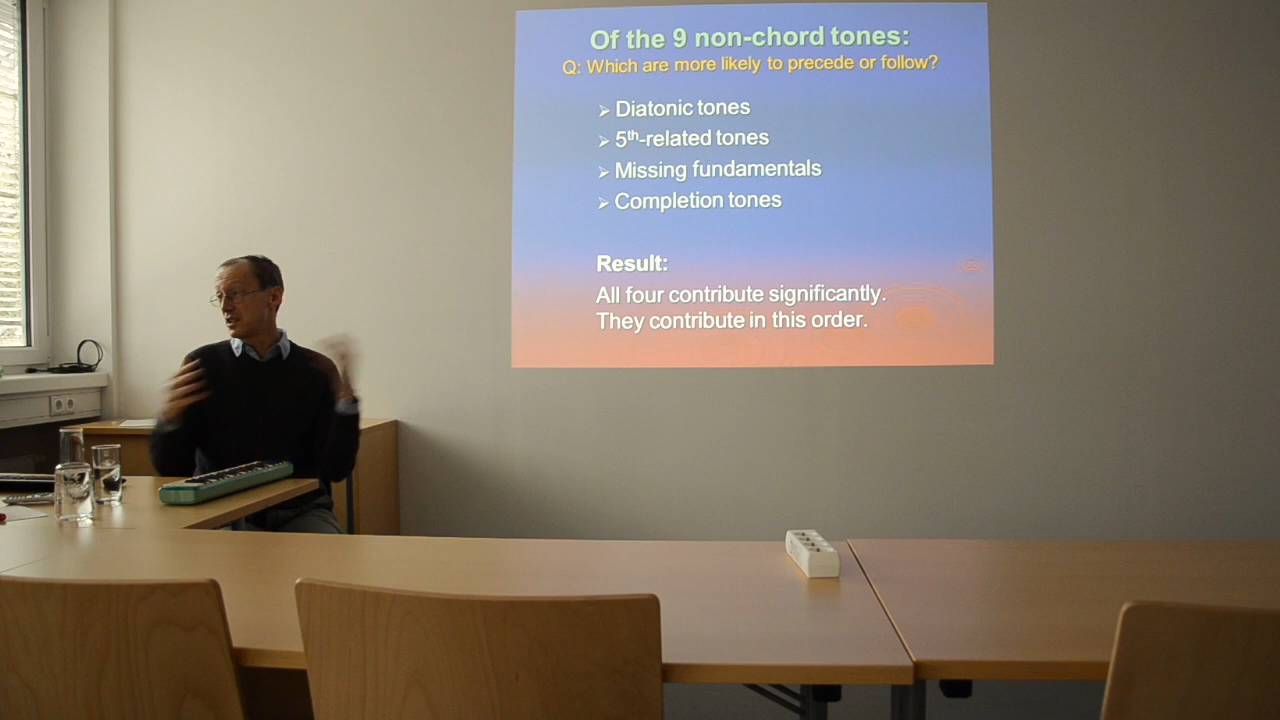 Of the 9 non-chord tones:
Q: Which are more likely to precede or follow?
➢ Diatonic tones
➢ 5th-related tones
➢ Missing fundamentals
➢ Completion tones
Result:
All four contribute significantly.
They contribute in this order.